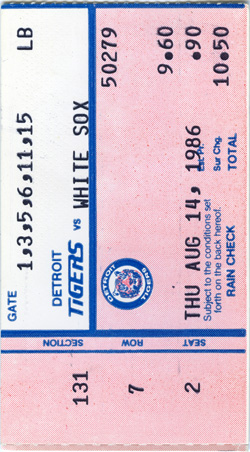 GATE 1,3,5,6,11,15 LB
DETROIT
TIGERS VS WHITE SOX
50279
DETROIT
TIGERS
9.60
.90 Sur Chg.
10.50 TOTAL
THU AUG 14, 1986
Subject to the conditions set
forth on the back hereof.
RAIN CHECK
SECTION ROW SEAT
131 7 2